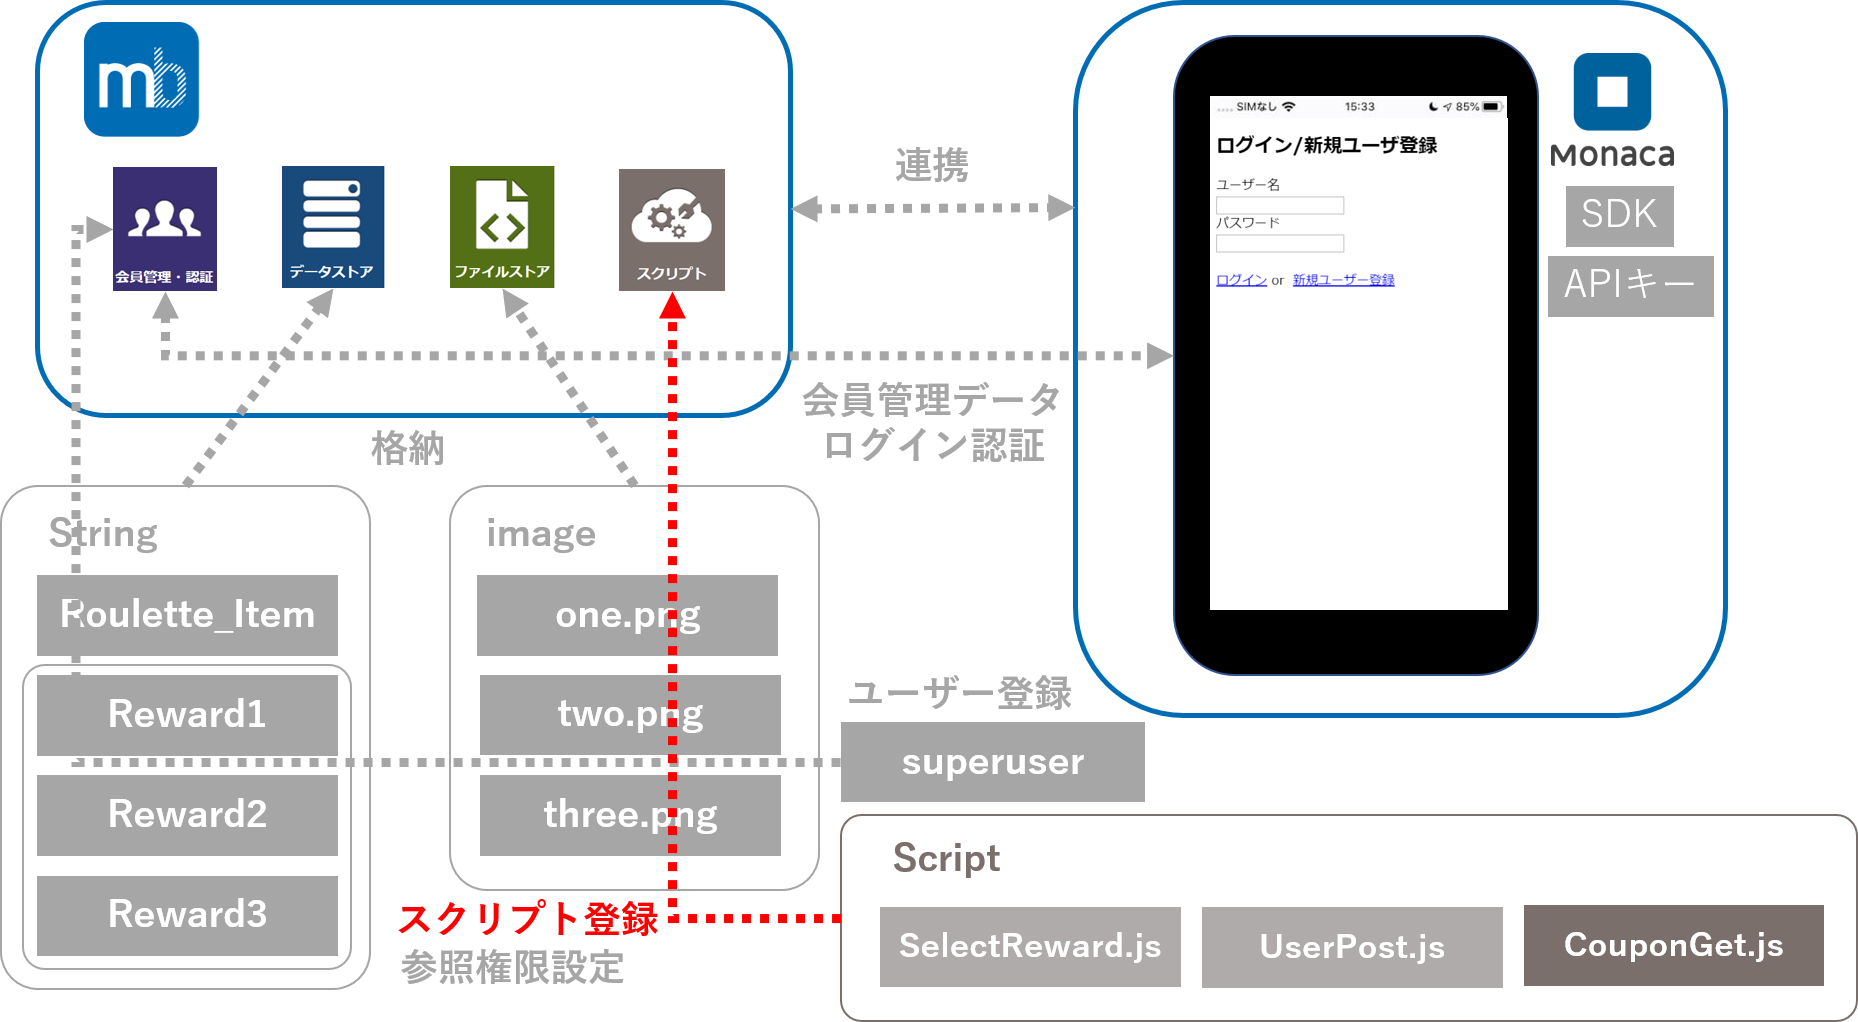 mb
会員管理・認証
データストア
ファイルストア
スクリプト
連携
SIMなし 15:33 85%
ログイン/新規ユーザ登録
ユーザー名
パスワード
ログイン or 新規ユーザー登録
Monaca
SDK
APIキー
会員管理データ
ログイン認証
格納
String
Roulette_Item
Reward1
Reward2
Reward3
image
one.png
two.png
three.png
ユーザー登録
superuser
スクリプト登録
参照権限設定
Script
SelectReward.js
UserPost.js
CouponGet.js